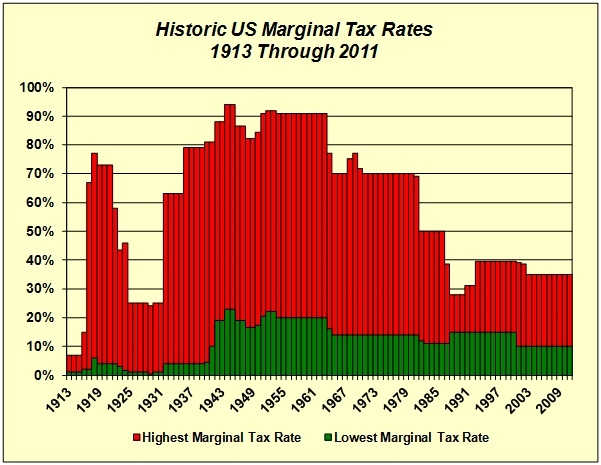 Historic US Marginal Tax Rates
1913 Through 2011
100%
90%
80%
70%
60%
50%
40%
30%
20%
10%
0%
1913 1919 1925 1931 1937 1943 1949 1955 1961 1967 1973 1979 1985 1991 1997 2003 2009
Highest Marginal Tax Rate Lowest Marginal Tax Rate